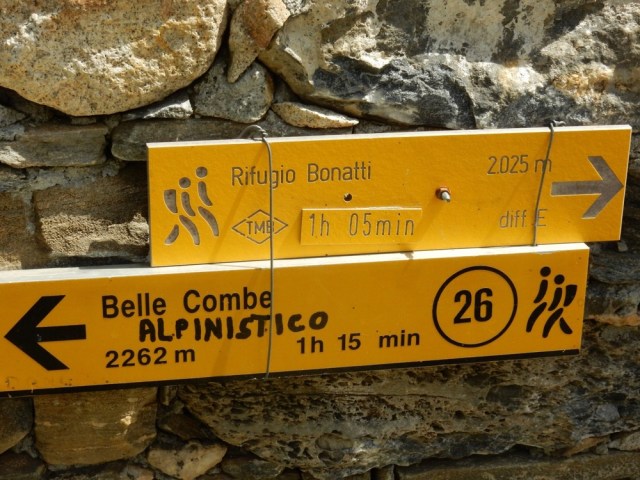 Rifugio Bonatti 2.025 m
TMB 1h 05min diff. E
Belle Combe 26
ALPINISTICO
2262 m 1h 15 min